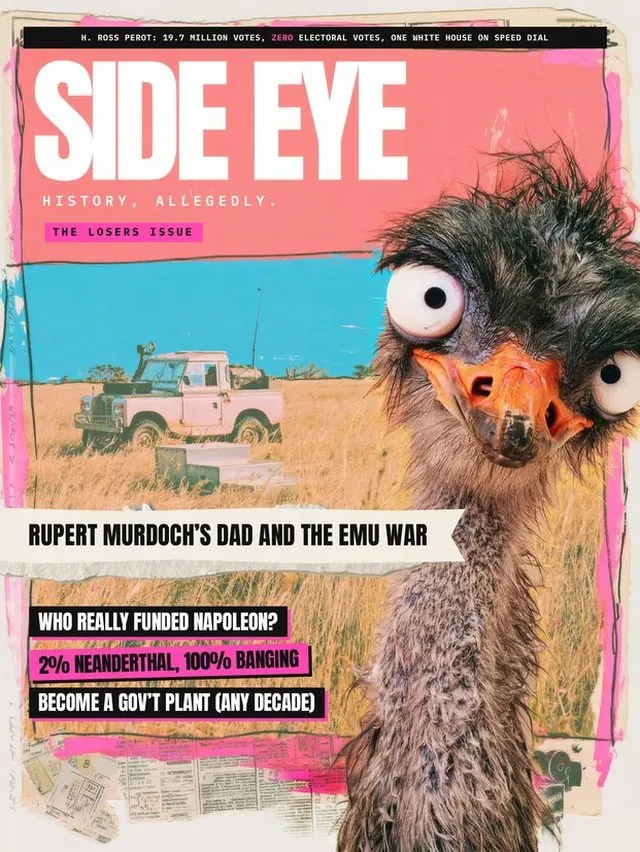 H. ROSS PEROT: 19.7 MILLION VOTES, ZERO ELECTORAL VOTES, ONE WHITE HOUSE ON SPEED DIAL
SIDE EYE
HISTORY, ALLEGEDLY.
THE LOSERS ISSUE
RUPERT MURDOCH'S DAD AND THE EMU WAR
WHO REALLY FUNDED NAPOLEON?
2% NEANDERTHAL, 100% BANGING
BECOME A GOV'T PLANT (ANY DECADE)